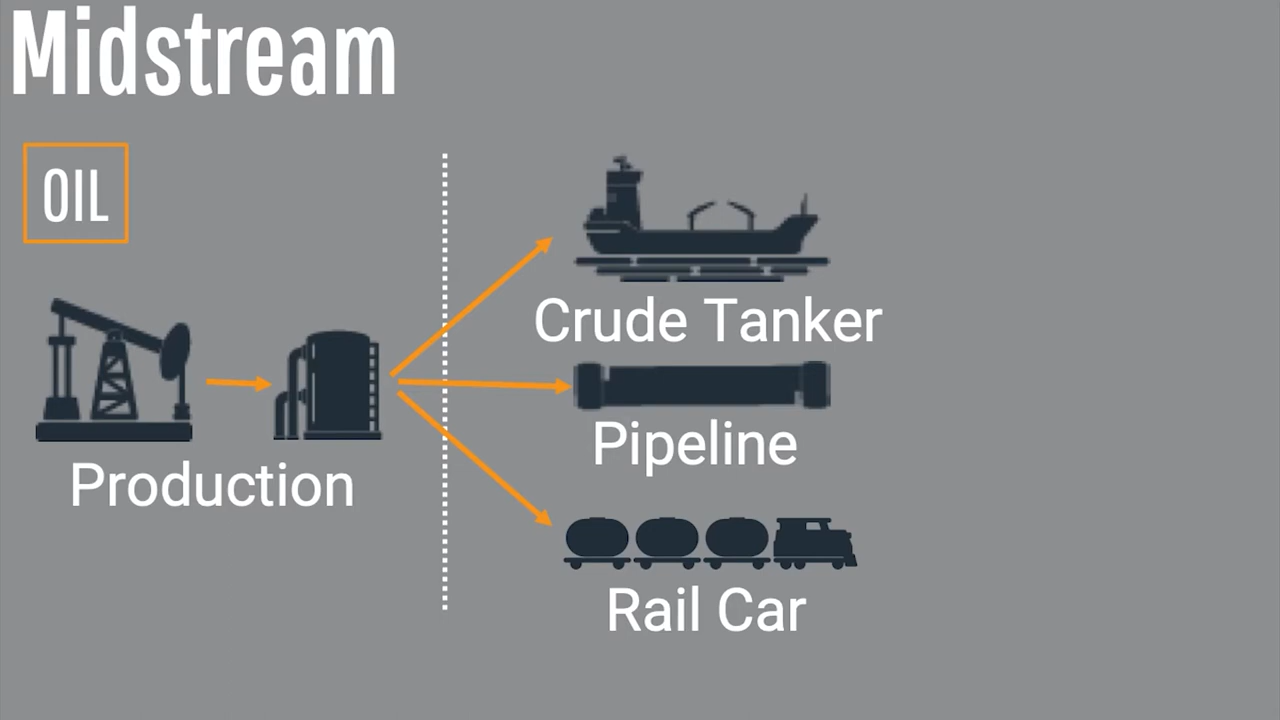 Midstream
OIL
Production
Crude Tanker
Pipeline
Rail Car